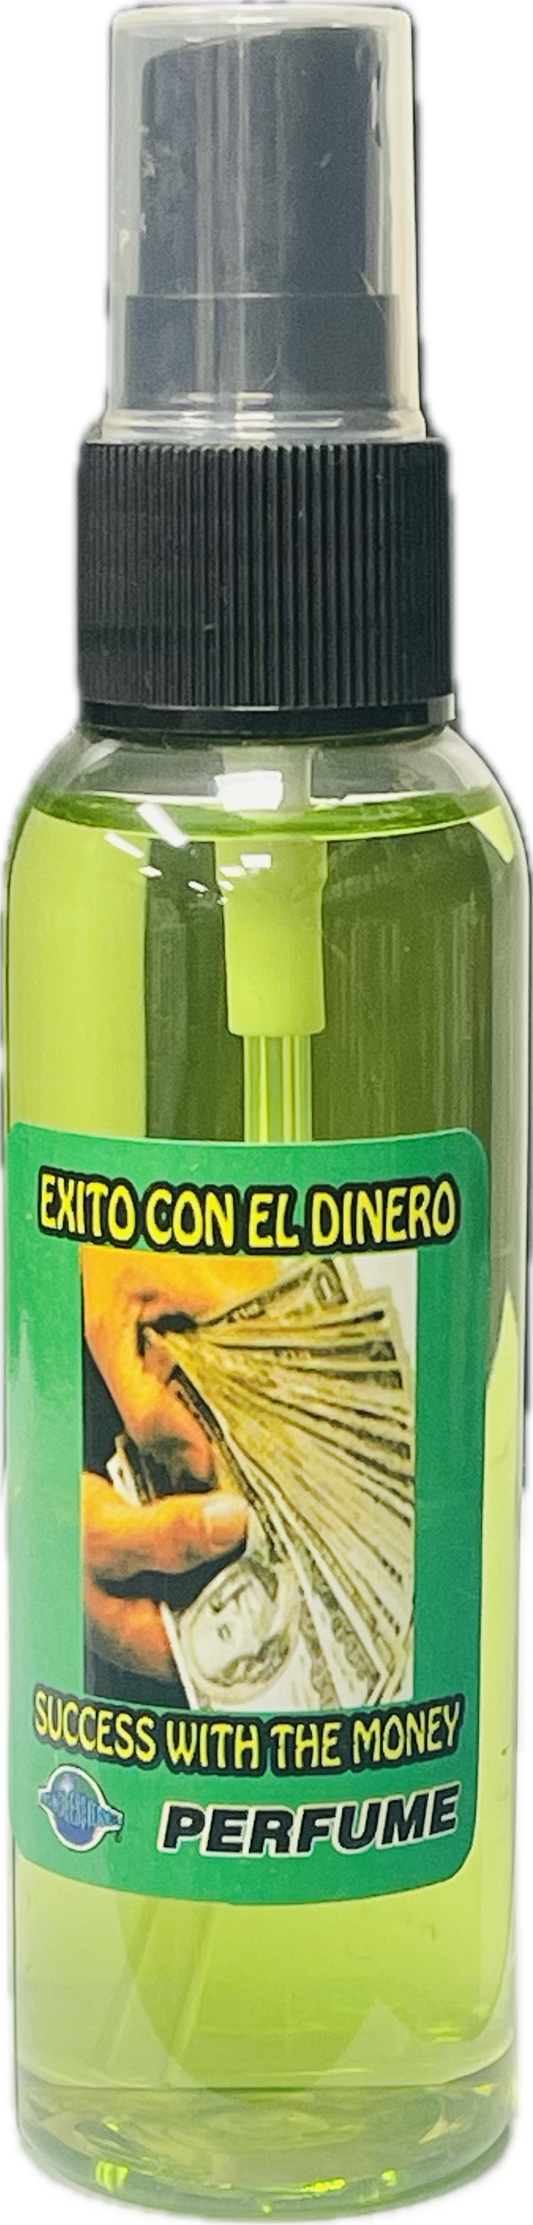 EXITO CON EL DINERO
SUCCESS WITH THE MONEY
PERFUME